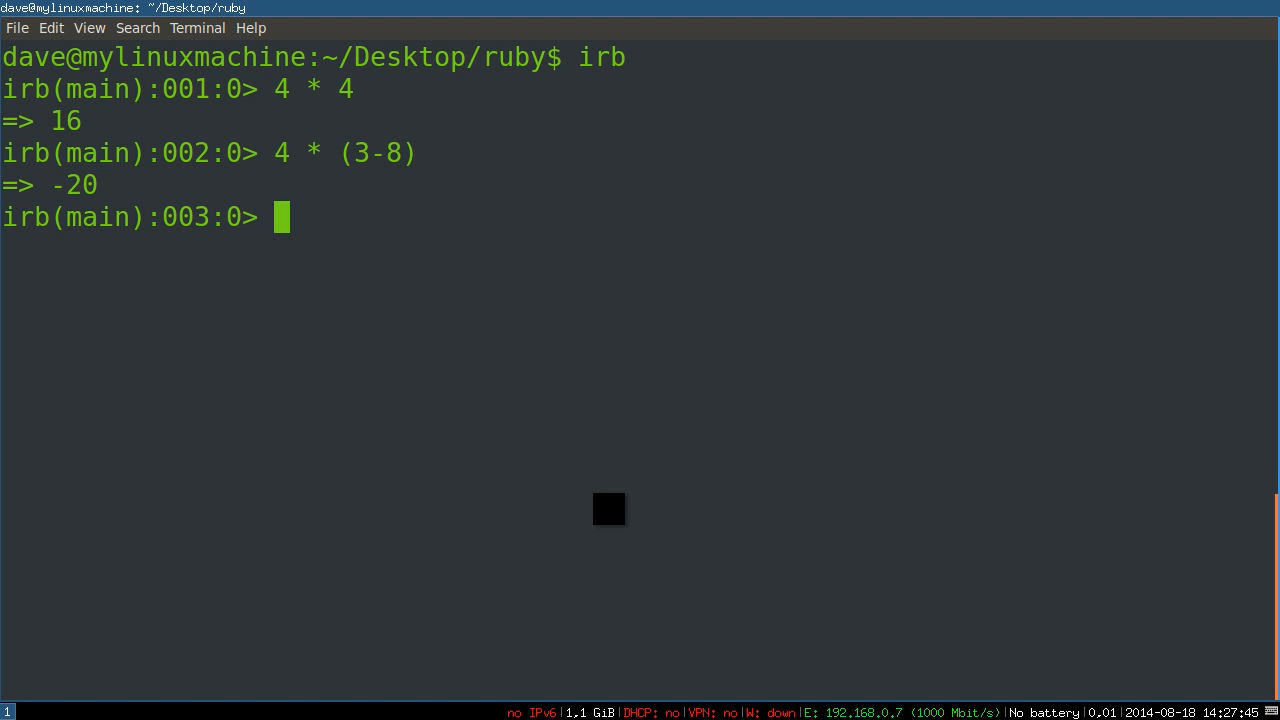 dave@mylinuxmachine: ~/Desktop/ruby
File Edit View Search Terminal Help
dave@mylinuxmachine:~/Desktop/ruby$ irb
irb(main):001:0> 4 * 4
=> 16
irb(main):002:0> 4 * (3-8)
=> -20
irb(main):003:0>
1 no IPv6|1,1 GiB|DHCP: no|VPN: no|W: down|E: 192.168.0.7 (1000 Mbit/s)|No battery|0.01|2014-08-18 14:27:45